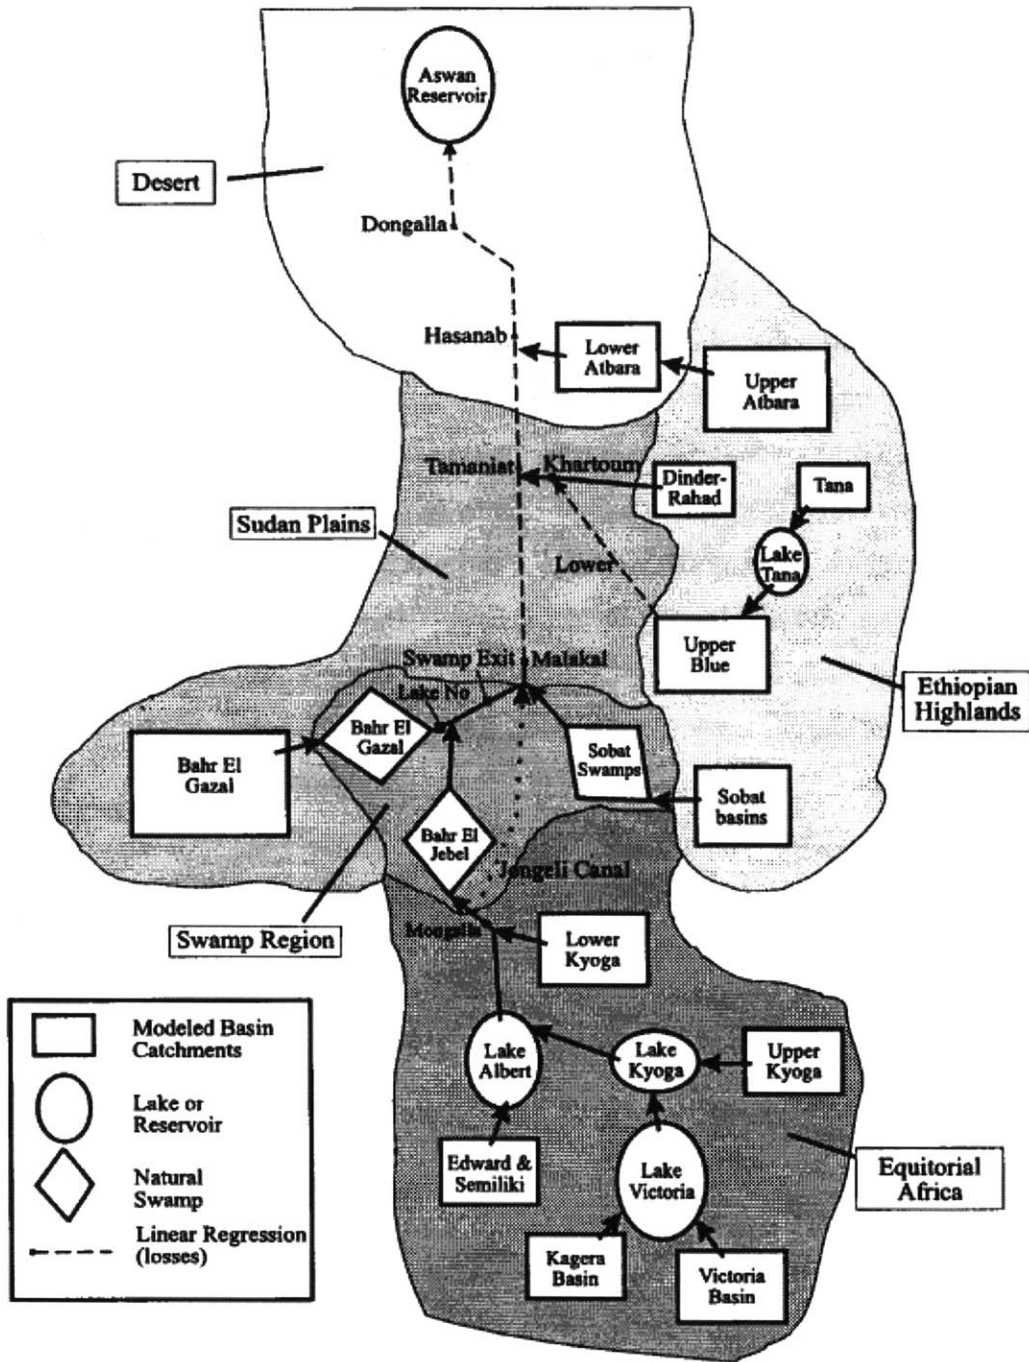 Aswan
Reservoir
Desert
Dongalla
Hasanab
Lower
Atbara
Upper
Atbara
Tamaniat
Khartoum
Dinder-
Rahad
Tana
Sudan Plains
Lake
Tana
Lower
Upper
Blue
Swamp Exit
Malakal
Lake No
Ethiopian
Highlands
Bahr El
Gazal
Bahr El
Gazal
Sobat
Swamps
Sobat
basins
Bahr El
Jebel
Jongeli Canal
Mongalla
Swamp Region
Lower
Kyoga
Modeled Basin
Catchments
Lake
Albert
Lake
Kyoga
Upper
Kyoga
Lake or
Reservoir
Edward &
Semiliki
Lake
Victoria
Equitorial
Africa
Natural
Swamp
Linear Regression
(losses)
Kagera
Basin
Victoria
Basin